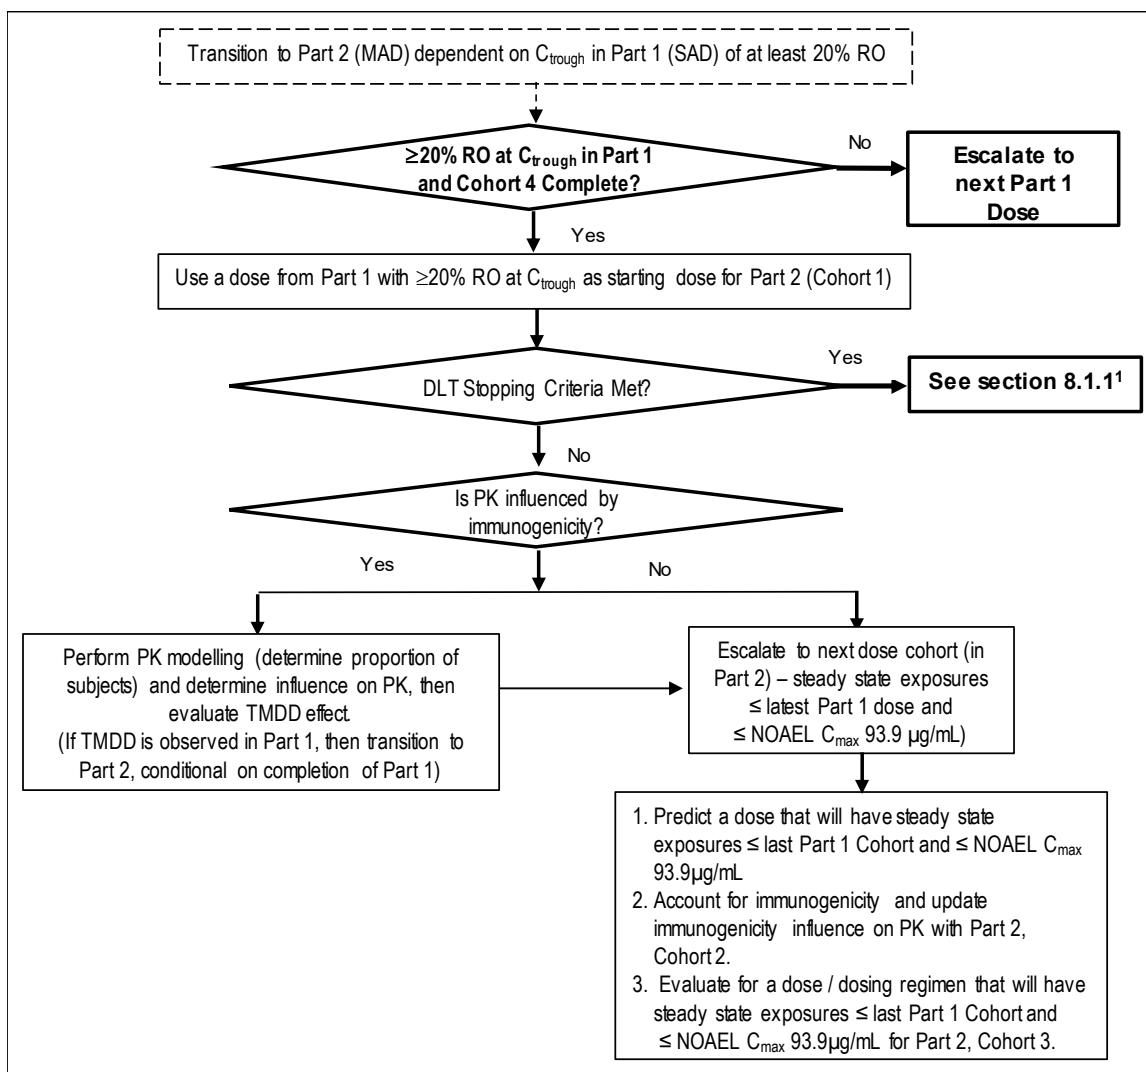 Transition to Part 2 (MAD) dependent on Ctrough in Part 1 (SAD) of at least 20% RO
≥20% RO at Ctrough in Part 1
and Cohort 4 Complete?
No
Escalate to
next Part 1
Dose
Yes
Use a dose from Part 1 with ≥20% RO at Ctrough as starting dose for Part 2 (Cohort 1)
DLT Stopping Criteria Met?
Yes
See section 8.1.1¹
No
Is PK influenced by
immunogenicity?
Yes
No
Perform PK modelling (determine proportion of
subjects) and determine influence on PK, then
evaluate TMDD effect.
(If TMDD is observed in Part 1, then transition to
Part 2, conditional on completion of Part 1)
Escalate to next dose cohort (in
Part 2) – steady state exposures
≤ latest Part 1 dose and
≤ NOAEL Cmax 93.9 µg/mL)
1. Predict a dose that will have steady state
exposures ≤ last Part 1 Cohort and ≤ NOAEL Cmax
93.9µg/mL
2. Account for immunogenicity and update
immunogenicity influence on PK with Part 2,
Cohort 2.
3. Evaluate for a dose / dosing regimen that will have
steady state exposures ≤ last Part 1 Cohort and
≤ NOAEL Cmax 93.9µg/mL for Part 2, Cohort 3.